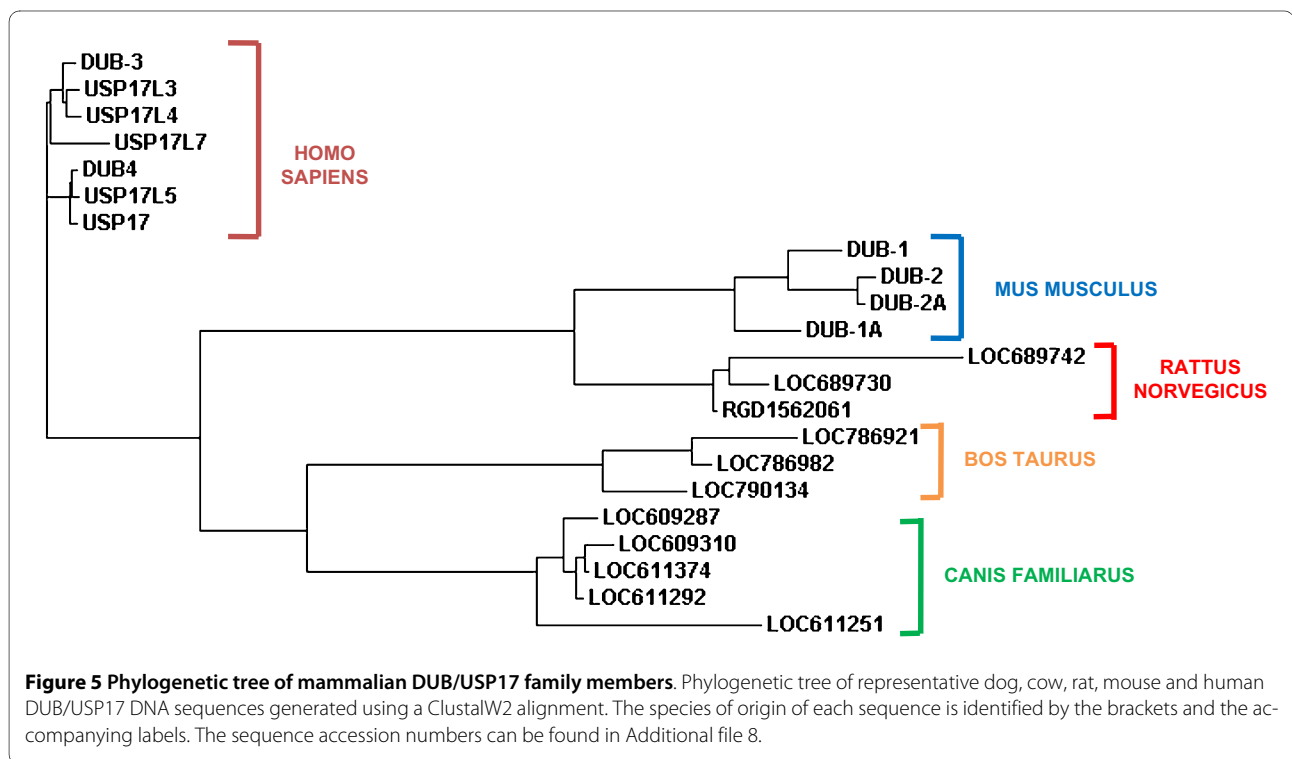 DUB-3
USP17L3
USP17L4
USP17L7
DUB4
USP17L5
USP17
HOMO
SAPIENS
DUB-1
DUB-2
DUB-2A
DUB-1A
MUS MUSCULUS
LOC689742
LOC689730
RGD1562061
RATTUS
NORVEGICUS
LOC786921
LOC786982
LOC790134
BOS TAURUS
LOC609287
LOC609310
LOC611374
LOC611292
LOC611251
CANIS FAMILIARUS
Figure 5 Phylogenetic tree of mammalian DUB/USP17 family members. Phylogenetic tree of representative dog, cow, rat, mouse and human
DUB/USP17 DNA sequences generated using a ClustalW2 alignment. The species of origin of each sequence is identified by the brackets and the ac-
companying labels. The sequence accession numbers can be found in Additional file 8.